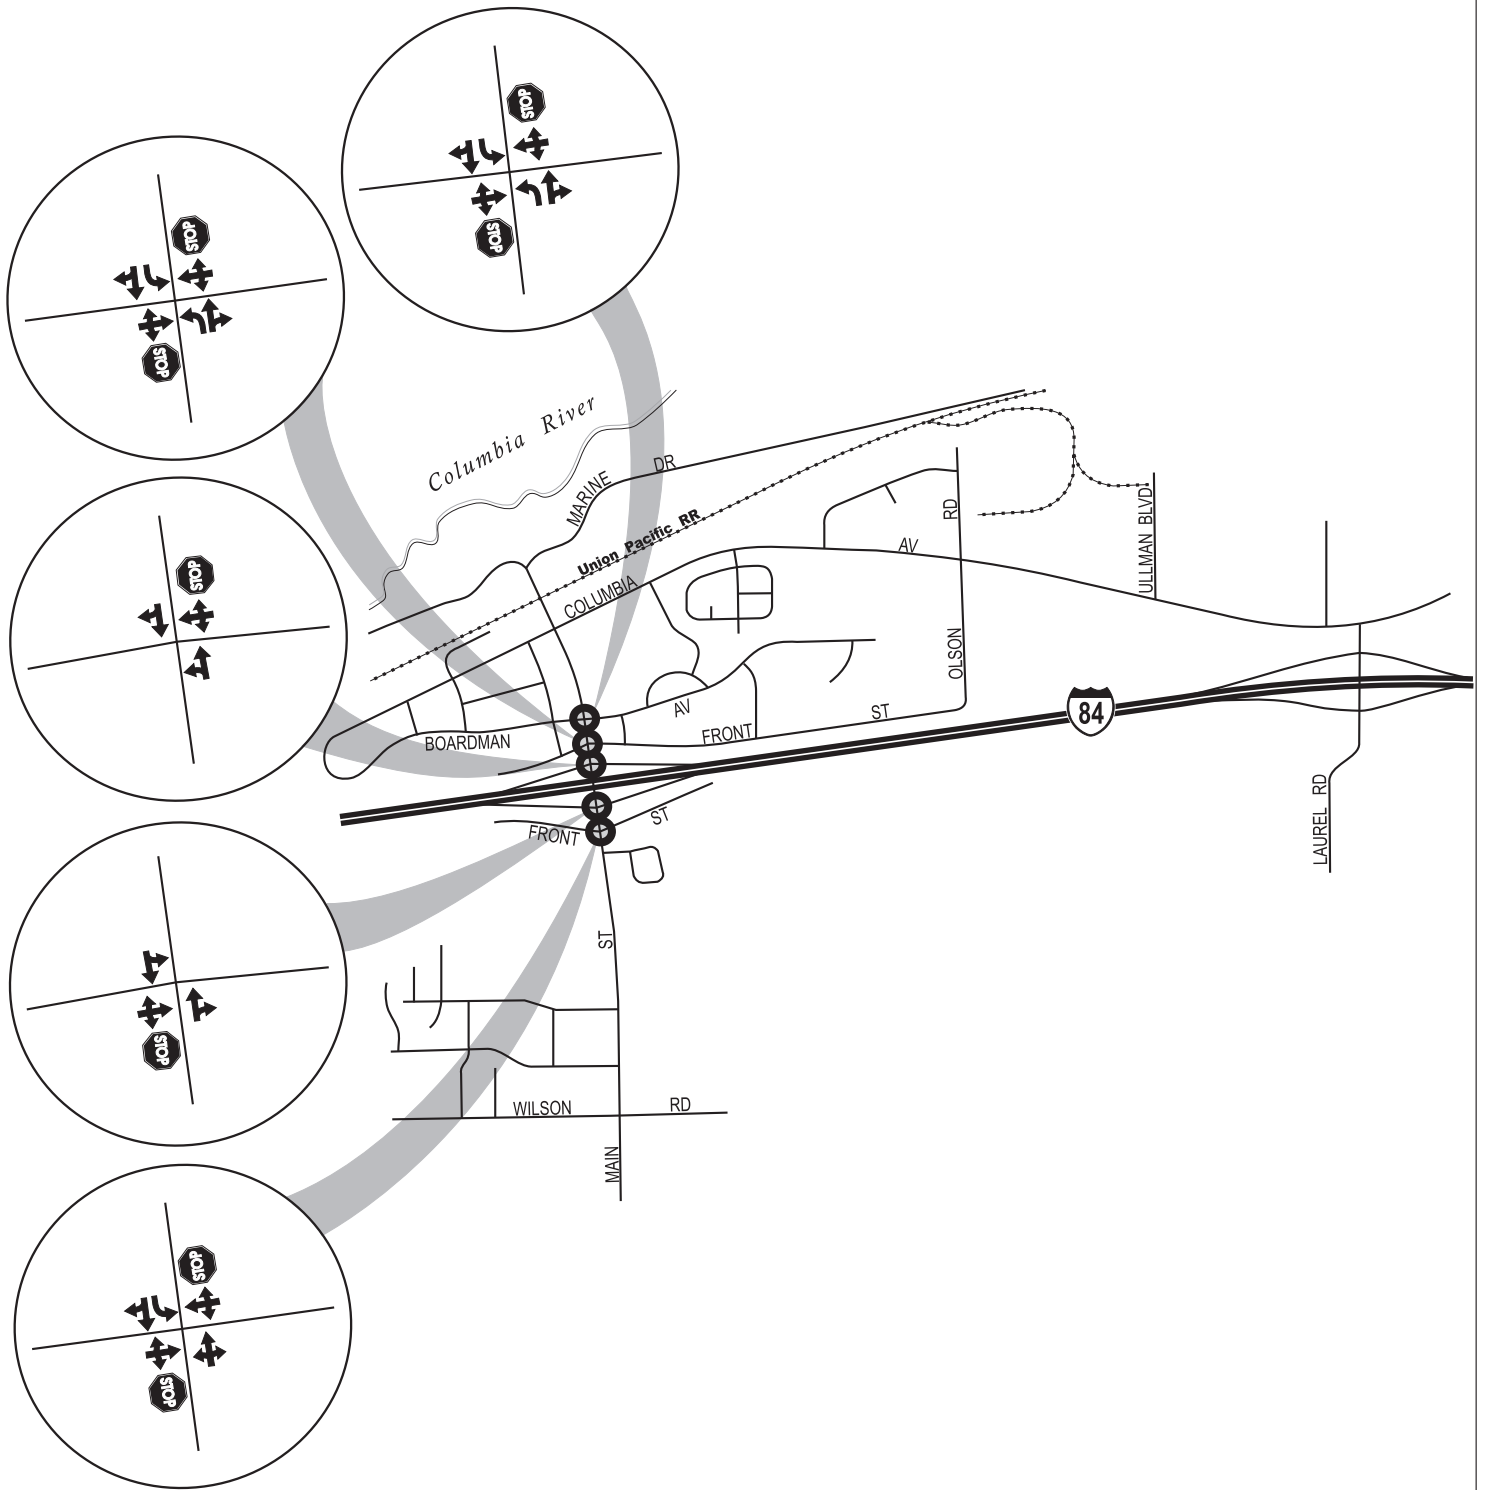 STOP
STOP
STOP
STOP
Columbia River
MARINE DR
Union Pacific RR
COLUMBIA AV
RD
OLSON
ULLMAN BLVD
STOP
BOARDMAN AV
FRONT ST
84
LAUREL RD
FRONT ST
ST
MAIN
STOP
WILSON RD
STOP
STOP